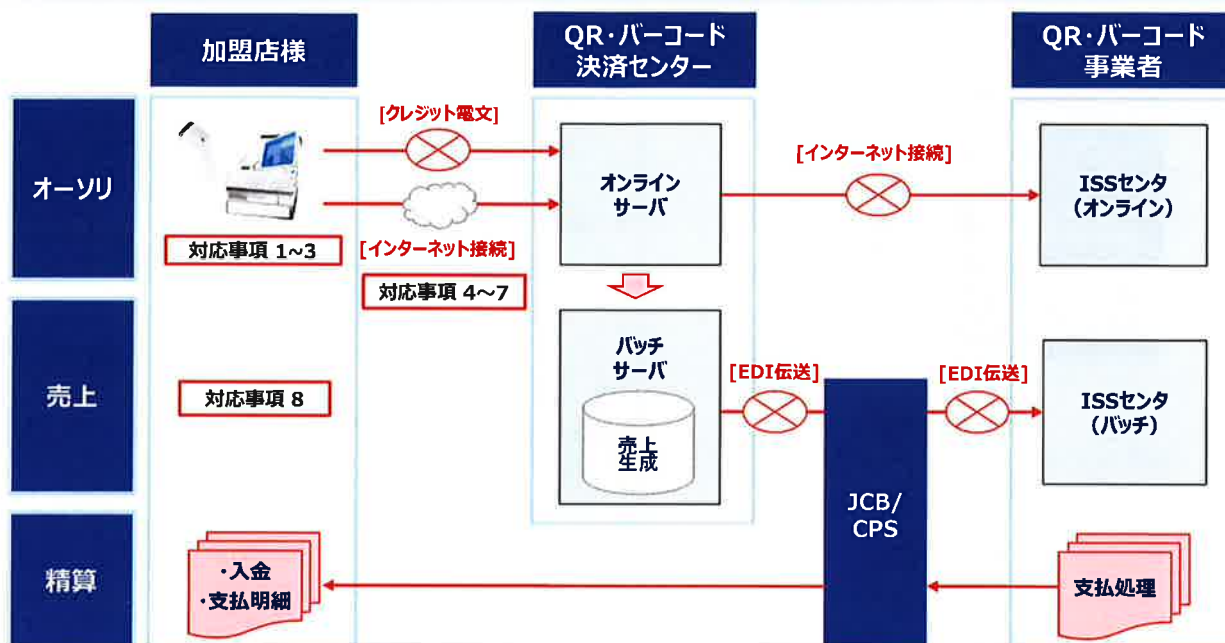 加盟店様
QR・バーコード
決済センター
QR・バーコード
事業者
オーソリ
[クレジット電文]
[インターネット接続]
対応事項 1~3
対応事項 4～7
オンライン
サーバ
[インターネット接続]
ISSセンタ
（オンライン）
売上
対応事項 8
バッチ
サーバ
売上
生成
[EDI伝送]
JCB/
CPS
[EDI伝送]
ISSセンタ
（バッチ）
精算
・入金
・支払明細
支払処理